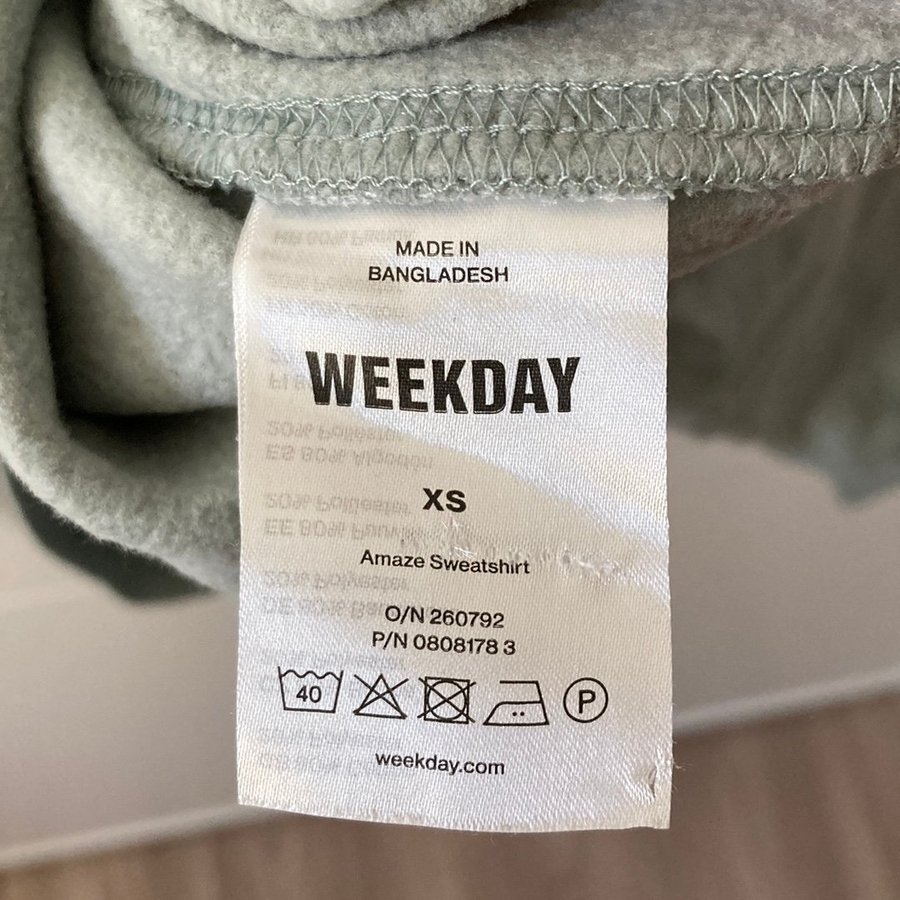 MADE IN
BANGLADESH
WEEKDAY
XS
Amaze Sweatshirt
O/N 260792
P/N 0808178 3
40
P
weekday.com